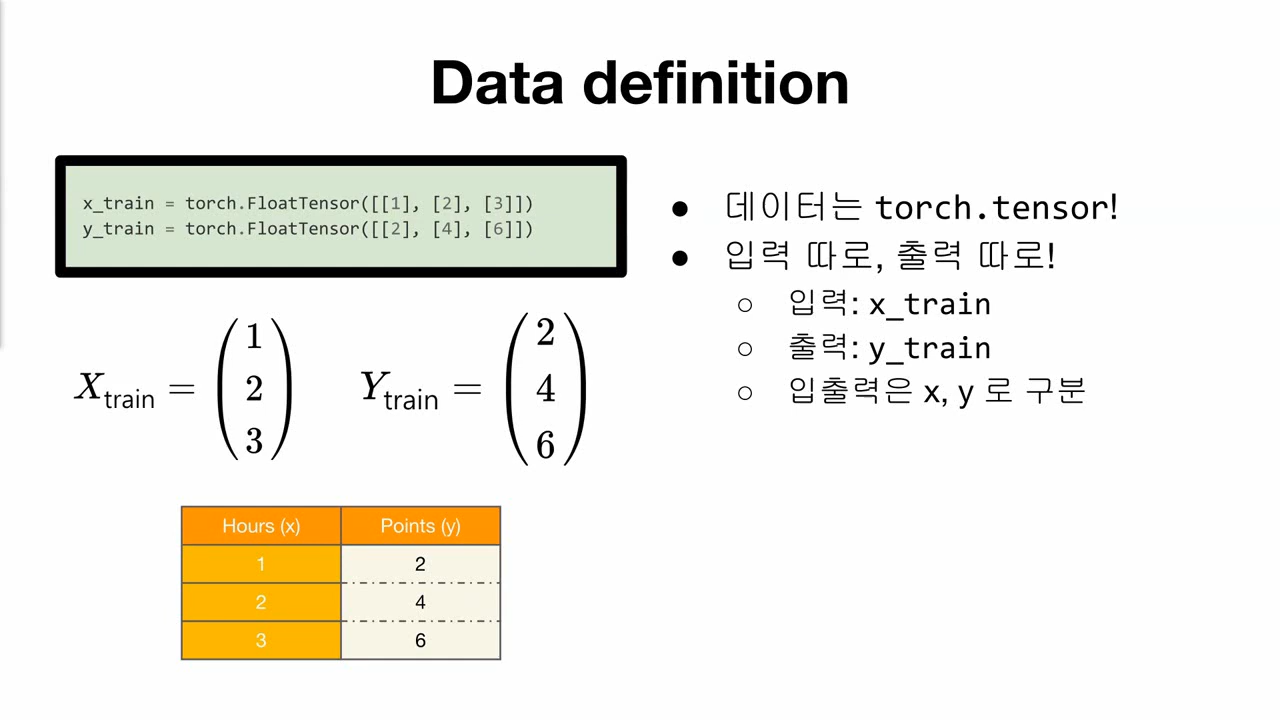 Data definition
x_train = torch.FloatTensor([[1], [2], [3]])
y_train = torch.FloatTensor([[2], [4], [6]])
X_train = (1 2 3)
Y_train = (2 4 6)
Hours (x) Points (y)
1 2
2 4
3 6
● 데이터는 torch.tensor!
● 입력 따로, 출력 따로!
○ 입력: x_train
○ 출력: y_train
○ 입출력은 x, y 로 구분